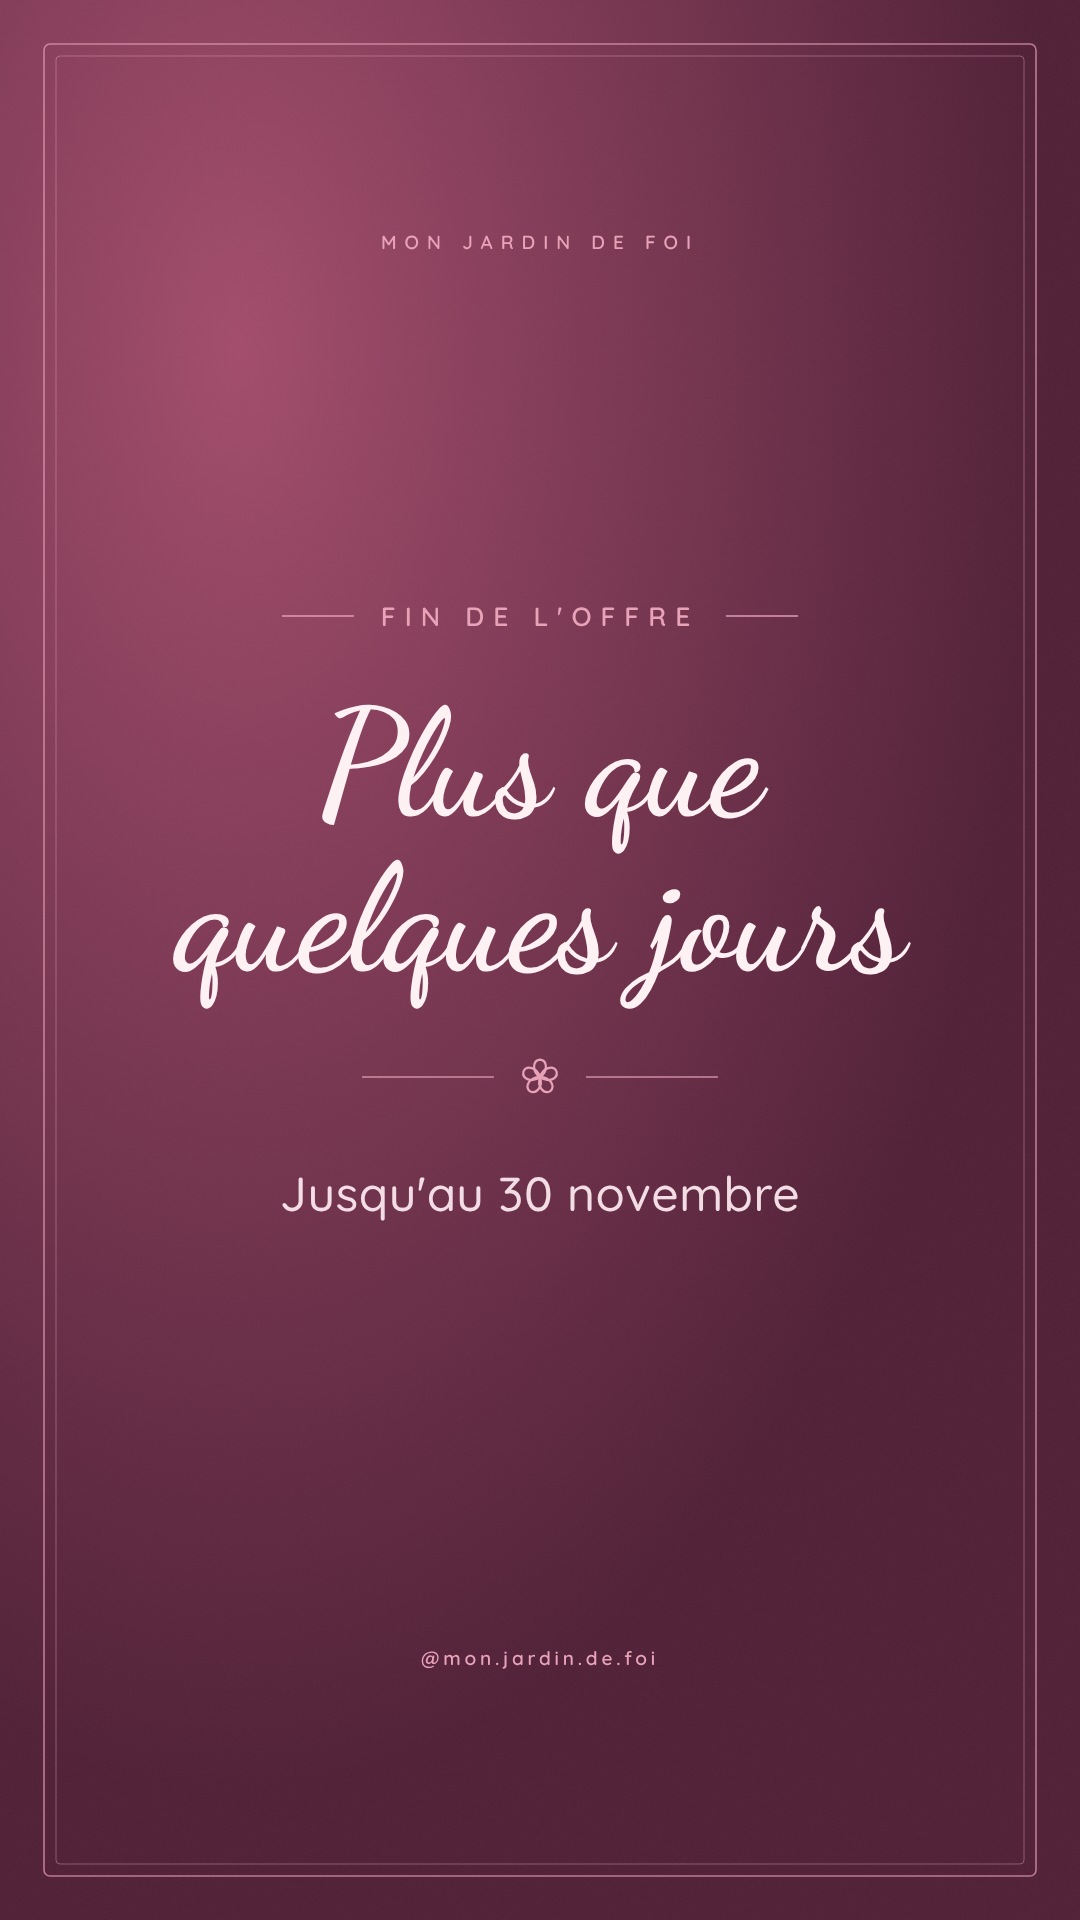 MON JARDIN DE FOI
FIN DE L'OFFRE
Plus que
quelques jours
Jusqu'au 30 novembre
@mon.jardin.de.foi